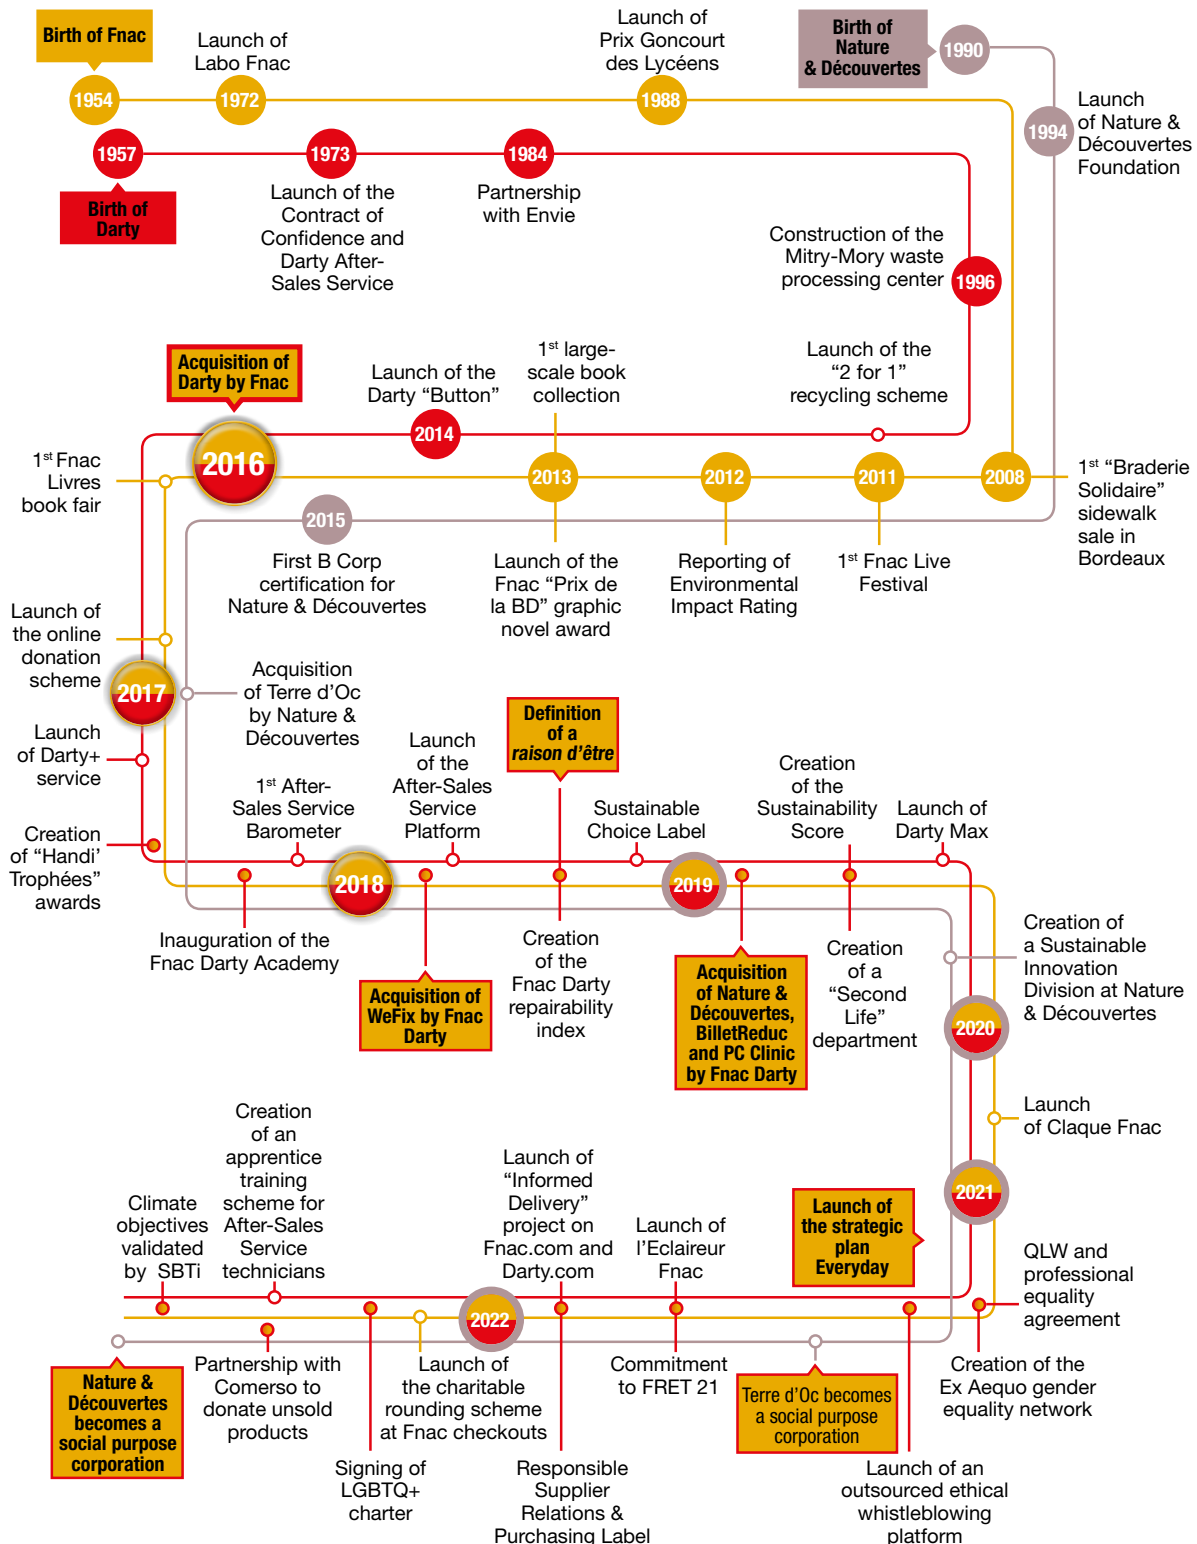 Birth of Fnac
Launch of
Labo Fnac
Launch of
Prix Goncourt
des Lycéens
Birth of
Nature
& Découvertes
1990
1954
1972
1988
Launch
of Nature &
Découvertes
Foundation
1994
1957
1973
1984
Birth of
Darty
Launch of the
Contract of
Confidence and
Darty After-
Sales Service
Partnership
with Envie
Construction of the
Mitry-Mory waste
processing center
1996
Acquisition of
Darty by Fnac
Launch of the
Darty “Button”
1st large-
scale book
collection
Launch of the
“2 for 1”
recycling scheme
2014
2016
1st Fnac
Livres
book fair
2013
2012
2011
2008
1st “Braderie
Solidaire”
sidewalk
sale in
Bordeaux
2015
First B Corp
certification for
Nature & Découvertes
Launch of the
Fnac “Prix de
la BD” graphic
novel award
Reporting of
Environmental
Impact Rating
1st Fnac Live
Festival
Launch of
the online
donation
scheme
2017
Acquisition
of Terre d’Oc
by Nature &
Découvertes
Launch
of Darty+
service
Definition
of a
raison d’être
Launch
of the
After-Sales
Service
Platform
1st After-
Sales Service
Barometer
Sustainable
Choice Label
Creation
of the
Sustainability
Score
Launch of
Darty Max
Creation
of “Handi’
Trophées”
awards
2018
2019
Inauguration of the
Fnac Darty Academy
Acquisition of
WeFix by Fnac
Darty
Creation
of the
Fnac Darty
repairability
index
Acquisition
of Nature &
Découvertes,
BilletReduc
and PC Clinic
by Fnac Darty
Creation
of a
“Second
Life”
department
Creation of
a Sustainable
Innovation
Division at Nature
& Découvertes
2020
Launch
of Claque Fnac
2021
Climate
objectives
validated
by SBTi
Creation
of an
apprentice
training
scheme for
After-Sales
Service
technicians
Launch of
“Informed
Delivery”
project on
Fnac.com and
Darty.com
Launch of
l’Eclaireur
Fnac
Launch of
the strategic
plan
Everyday
QLW and
professional
equality
agreement
2022
Nature &
Découvertes
becomes a
social purpose
corporation
Partnership with
Comerso to
donate unsold
products
Launch of
the charitable
rounding scheme
at Fnac checkouts
Commitment
to FRET 21
Terre d’Oc becomes
a social purpose
corporation
Creation of the
Ex Aequo gender
equality network
Signing of
LGBTQ+
charter
Responsible
Supplier
Relations &
Purchasing Label
Launch of an
outsourced ethical
whistleblowing
platform